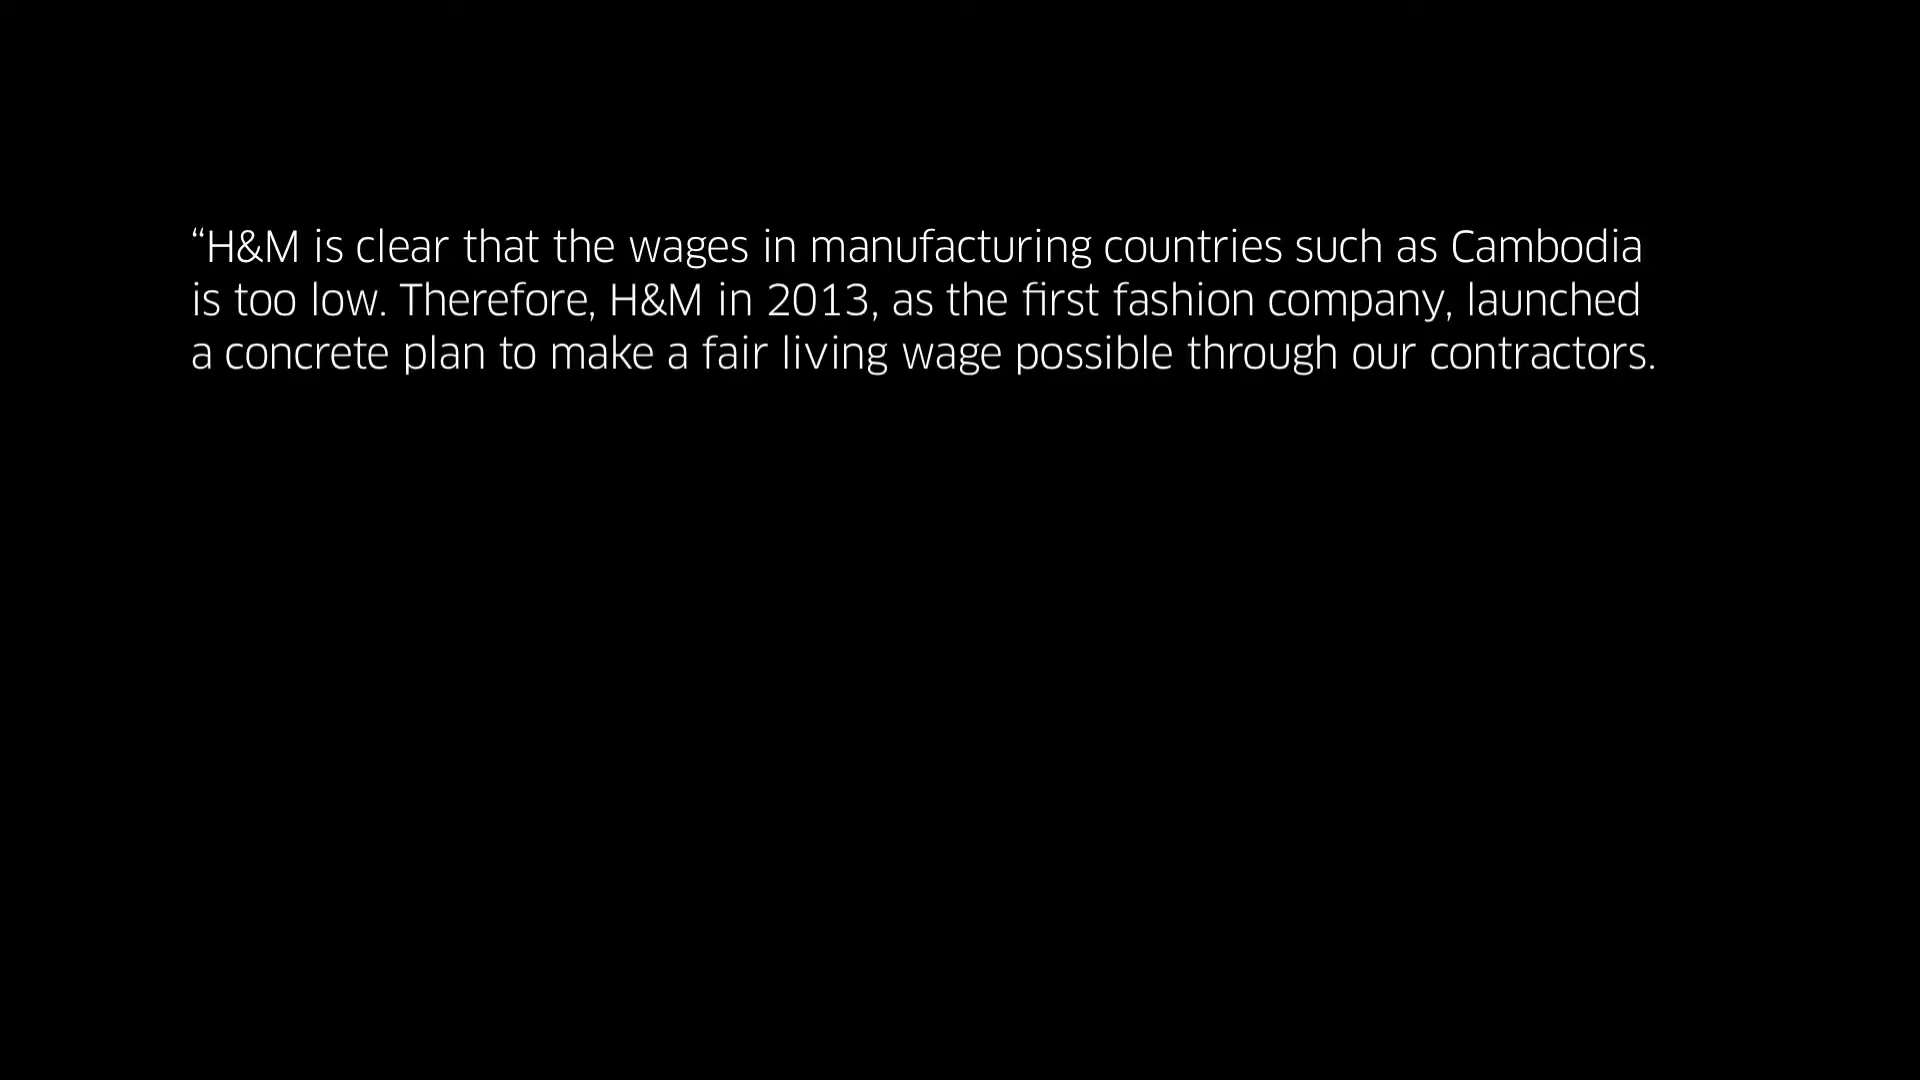 “H&M is clear that the wages in manufacturing countries such as Cambodia
is too low. Therefore, H&M in 2013, as the first fashion company, launched
a concrete plan to make a fair living wage possible through our contractors.